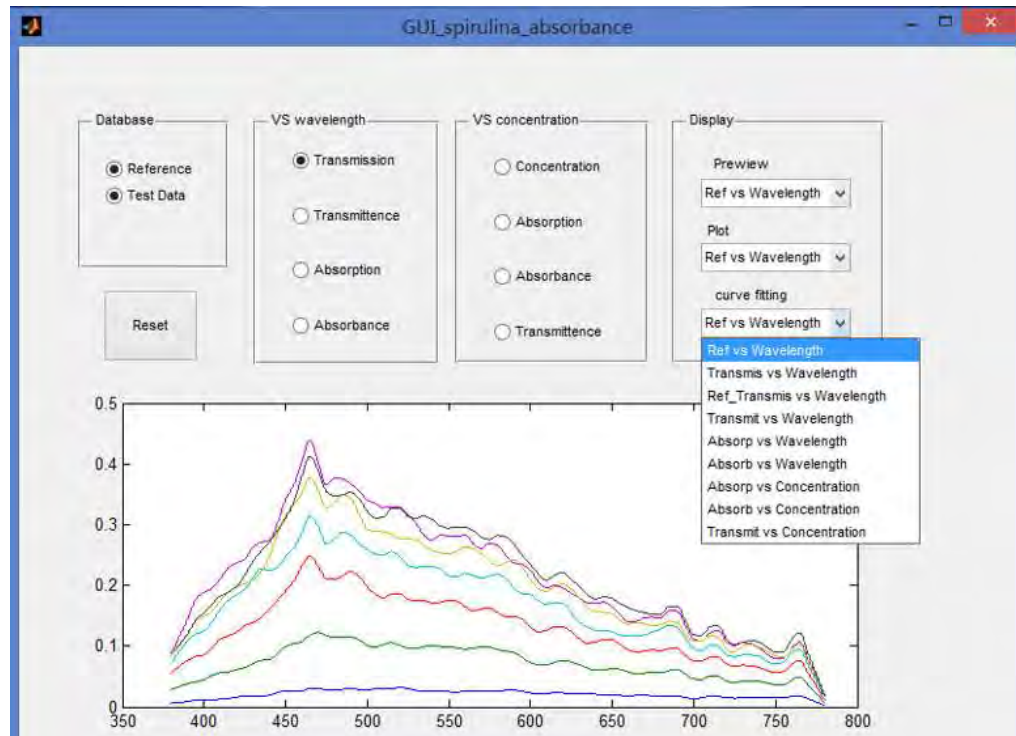 GUI_spirulina_absorbance
Database
Reference
Test Data
Reset
VS wavelength
Transmission
Transmittence
Absorption
Absorbance
VS concentration
Concentration
Absorption
Absorbance
Transmittence
Display
Prewiew
Ref vs Wavelength
Plot
Ref vs Wavelength
curve fitting
Ref vs Wavelength
Ref vs Wavelength
Transmis vs Wavelength
Ref_Transmis vs Wavelength
Transmit vs Wavelength
Absorp vs Wavelength
Absorb vs Wavelength
Absorp vs Concentration
Absorb vs Concentration
Transmit vs Concentration
0.5
0.4
0.3
0.2
0.1
0
350 400 450 500 550 600 650 700 750 800